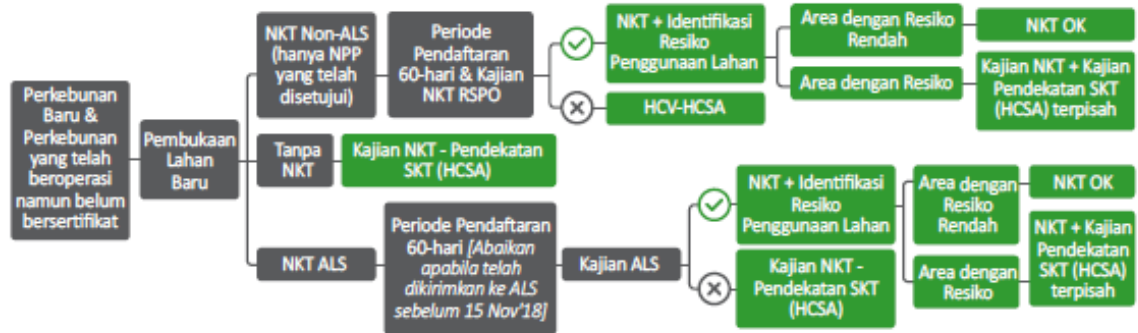 Perkebunan
Baru &
Perkebunan
yang telah
beroperasi
namun belum
bersertifikat
Pembukaan
Lahan
Baru
NKT Non-ALS
(hanya NPP
yang telah
disetujui)
Periode
Pendaftaran
60-hari & Kajian
NKT RSPO
NKT + Identifikasi
Resiko
Penggunaan Lahan
Area dengan Resiko
Rendah
NKT OK
Area dengan Resiko
Kajian NKT + Kajian
Pendekatan SKT
(HCSA) terpisah
HCV-HCSA
Tanpa
NKT
Kajian NKT - Pendekatan
SKT (HCSA)
NKT ALS
Periode Pendaftaran
60-hari [Abaikan
apabila telah
dikirimkan ke ALS
sebelum 15 Nov'18]
Kajian ALS
NKT + Identifikasi
Resiko
Penggunaan Lahan
Area dengan
Resiko
Rendah
NKT OK
Area dengan
Resiko
NKT + Kajian
Pendekatan
SKT (HCSA)
terpisah
Kajian NKT -
Pendekatan SKT
(HCSA)